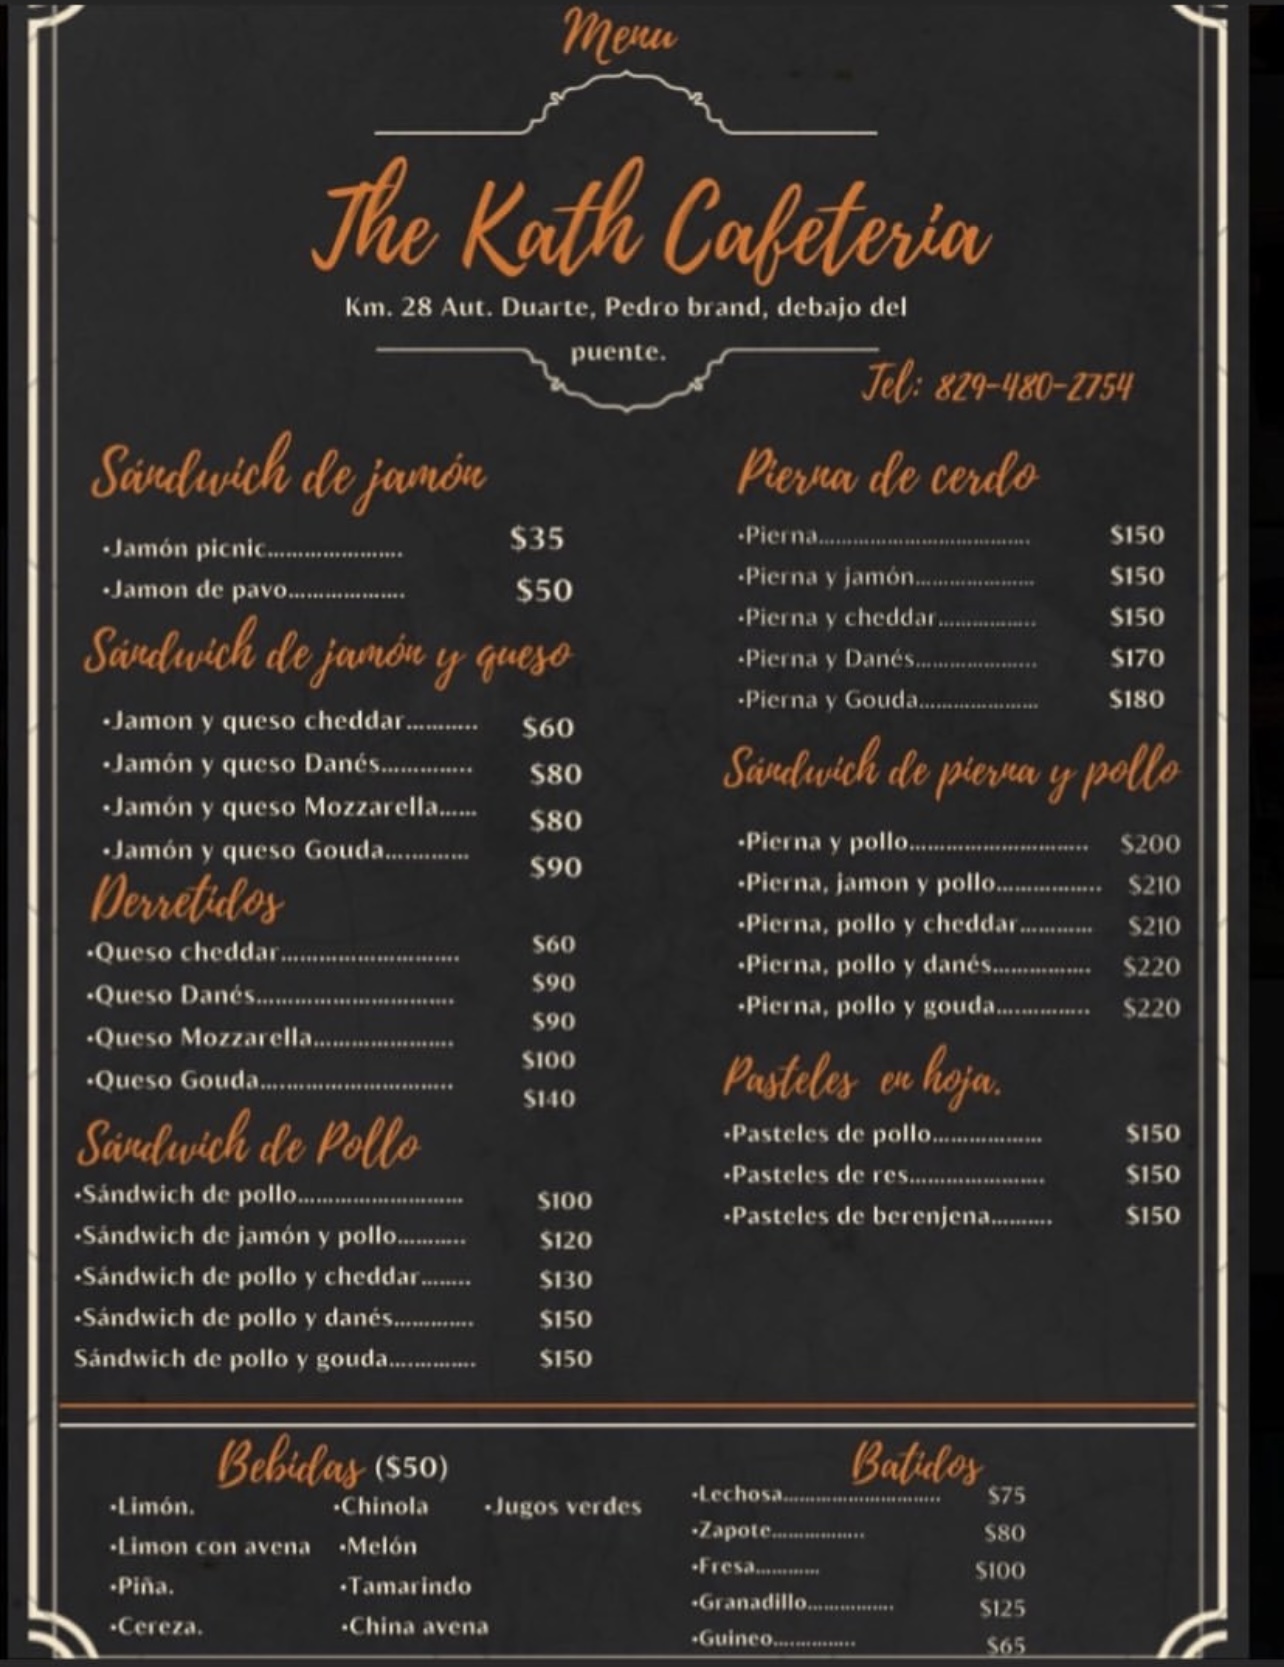 Menu
The Kath Cafetería
Km. 28 Aut. Duarte, Pedro brand, debajo del
puente.
Tel: 829-480-2754
Sándwich de jamón
•Jamón picnic...................... $35
•Jamon de pavo................... $50
Sándwich de jamón y queso
•Jamon y queso cheddar........... $60
•Jamón y queso Danés.............. $80
•Jamón y queso Mozzarella...... $80
•Jamón y queso Gouda............. $90
Derretidos
•Queso cheddar............................. $60
•Queso Danés................................ $90
•Queso Mozzarella....................... $90
•Queso Gouda............................... $100
$140
Sándwich de Pollo
•Sándwich de pollo........................... $100
•Sándwich de jamón y pollo........... $120
•Sándwich de pollo y cheddar........ $130
•Sándwich de pollo y danés............. $150
Sándwich de pollo y gouda.............. $150
Pierna de cerdo
•Pierna................................... $150
•Pierna y jamón.................... $150
•Pierna y cheddar................ $150
•Pierna y Danés.................... $170
•Pierna y Gouda.................... $180
Sándwich de pierna y pollo
•Pierna y pollo............................. $200
•Pierna, jamon y pollo................. $210
•Pierna, pollo y cheddar............ $210
•Pierna, pollo y danés................ $220
•Pierna, pollo y gouda............... $220
Pasteles en hoja.
•Pasteles de pollo.................. $150
•Pasteles de res...................... $150
•Pasteles de berenjena.......... $150
Bebidas ($50)
•Limón. •Chinola •Jugos verdes
•Limon con avena •Melón
•Piña. •Tamarindo
•Cereza. •China avena
Batidos
•Lechosa............................. $75
•Zapote................ $80
•Fresa........... $100
•Granadillo............... $125
•Guineo.............. $65